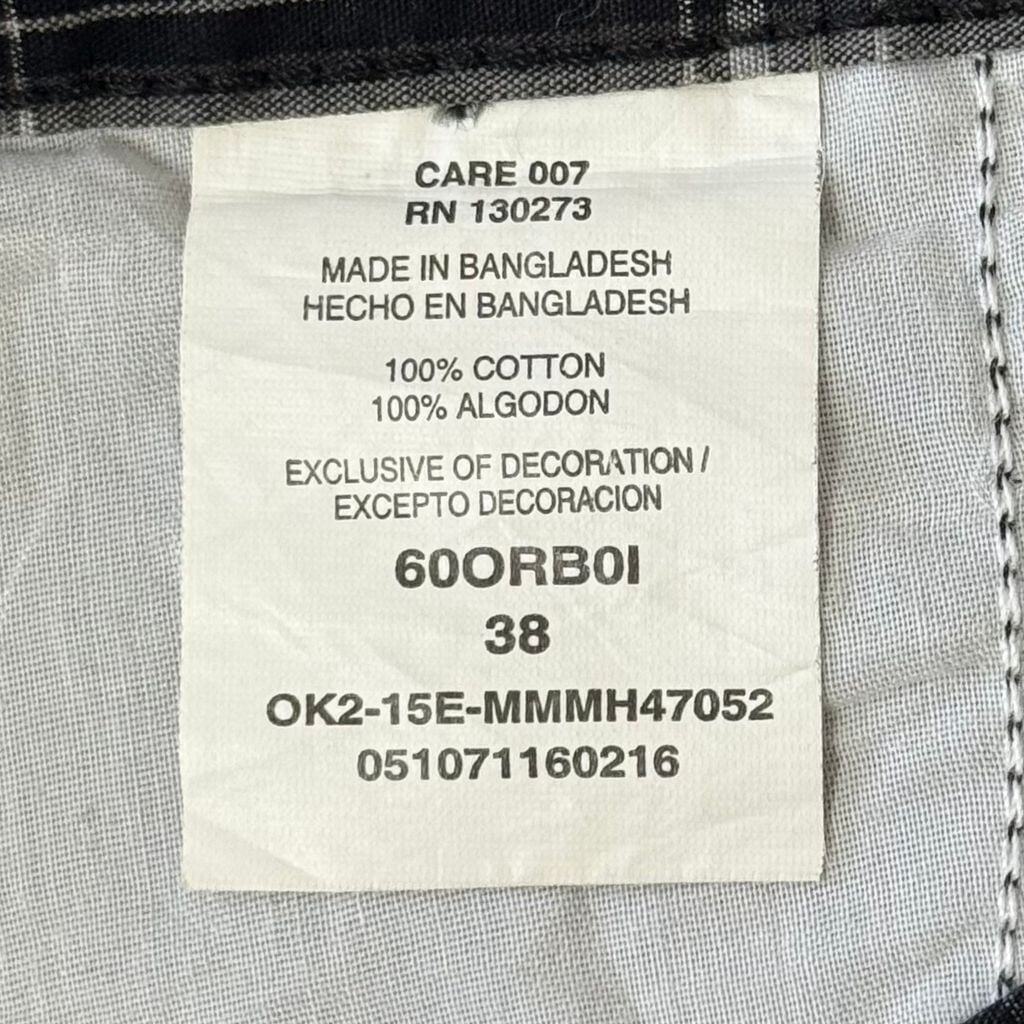 CARE 007
RN 130273
MADE IN BANGLADESH
HECHO EN BANGLADESH
100% COTTON
100% ALGODON
EXCLUSIVE OF DECORATION /
EXCEPTO DECORACION
60ORB0I
38
OK2-15E-MMMH47052
051071160216